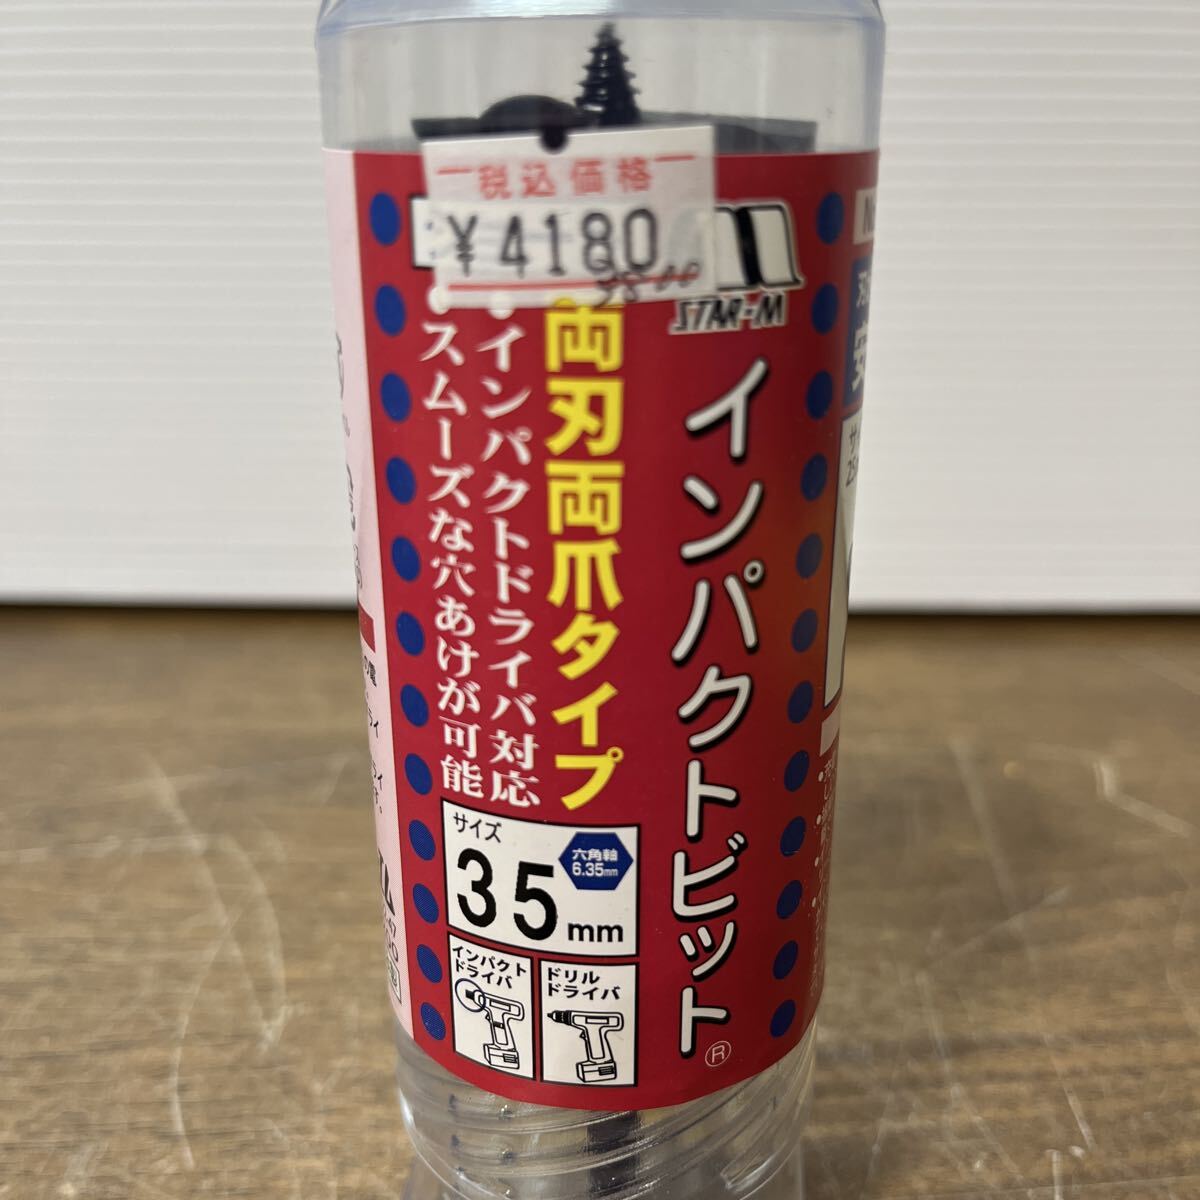 税込価格
¥4180
3800
STAR-M
インパクトビット®
両刃両爪タイプ
・インパクトドライバ対応
・スムーズな穴あけが可能
サイズ
35mm
六角軸
6.35mm
インパクト
ドライバ
ドリル
ドライバ